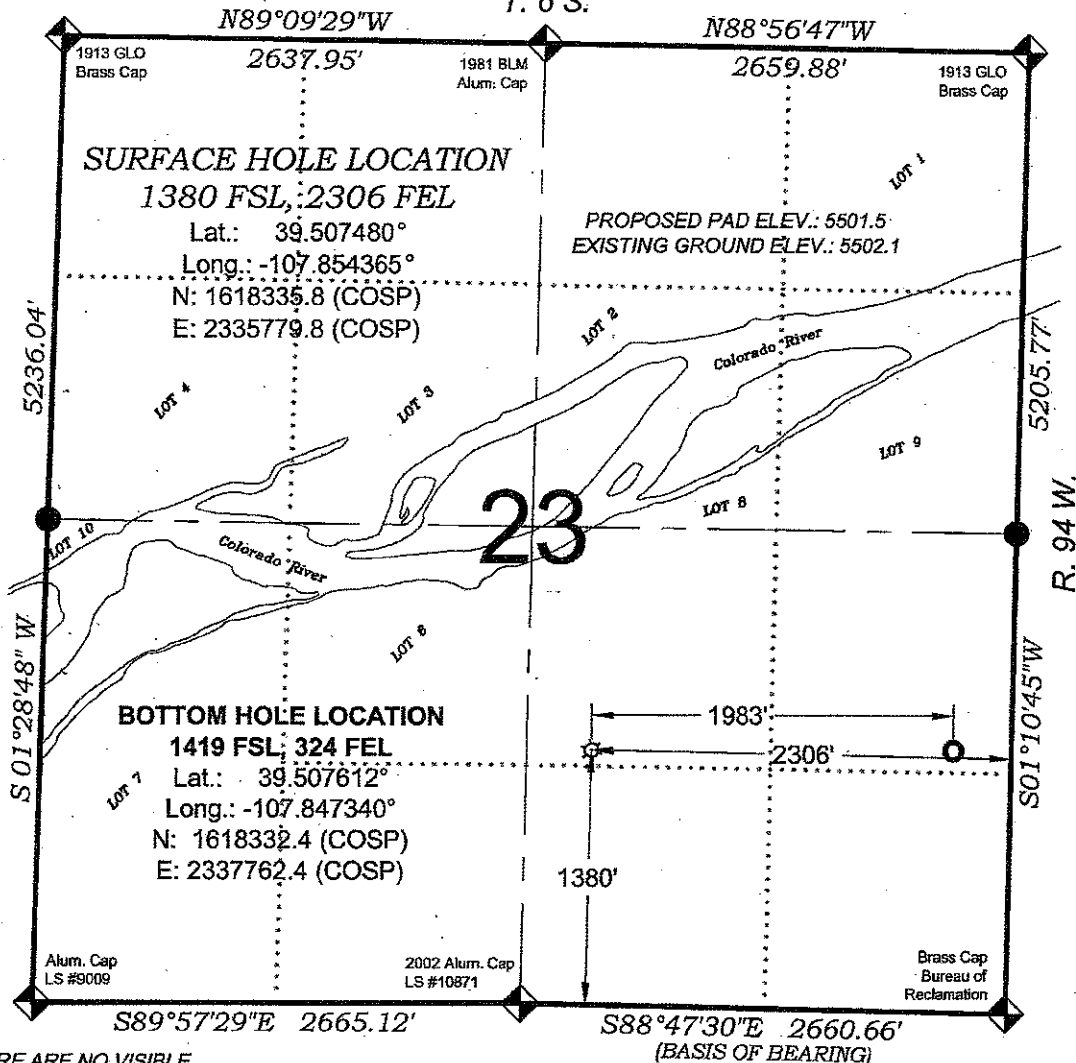 T. 6 S.
N89°09'29"W
N88°56'47"W
1913 GLO
Brass Cap
2637.95'
1981 BLM
Alum. Cap
2659.88'
1913 GLO
Brass Cap
SURFACE HOLE LOCATION
1380 FSL, 2306 FEL
Lat.: 39.507480°
Long.: -107.854365°
N: 1618335.8 (COSP)
E: 2335779.8 (COSP)
LOT 1
PROPOSED PAD ELEV.: 5501.5
EXISTING GROUND ELEV.: 5502.1
5236.04'
LOT 2
Colorado River
5205.77'
LOT 4
LOT 3
LOT 9
LOT 8
23
R. 94 W.
LOT 10
Colorado River
LOT 6
S 01°28'48" W
S01°10'45"W
BOTTOM HOLE LOCATION
1419 FSL, 324 FEL
Lat.: 39.507612°
Long.: -107.847340°
N: 1618332.4 (COSP)
E: 2337762.4 (COSP)
LOT 7
1983'
2306'
1380'
Alum. Cap
LS #9009
2002 Alum. Cap
LS #10871
Brass Cap
Bureau of
Reclamation
S89°57'29"E 2665.12'
S88°47'30"E 2660.66'
(BASIS OF BEARING)
RE ARE NO VISIBLE